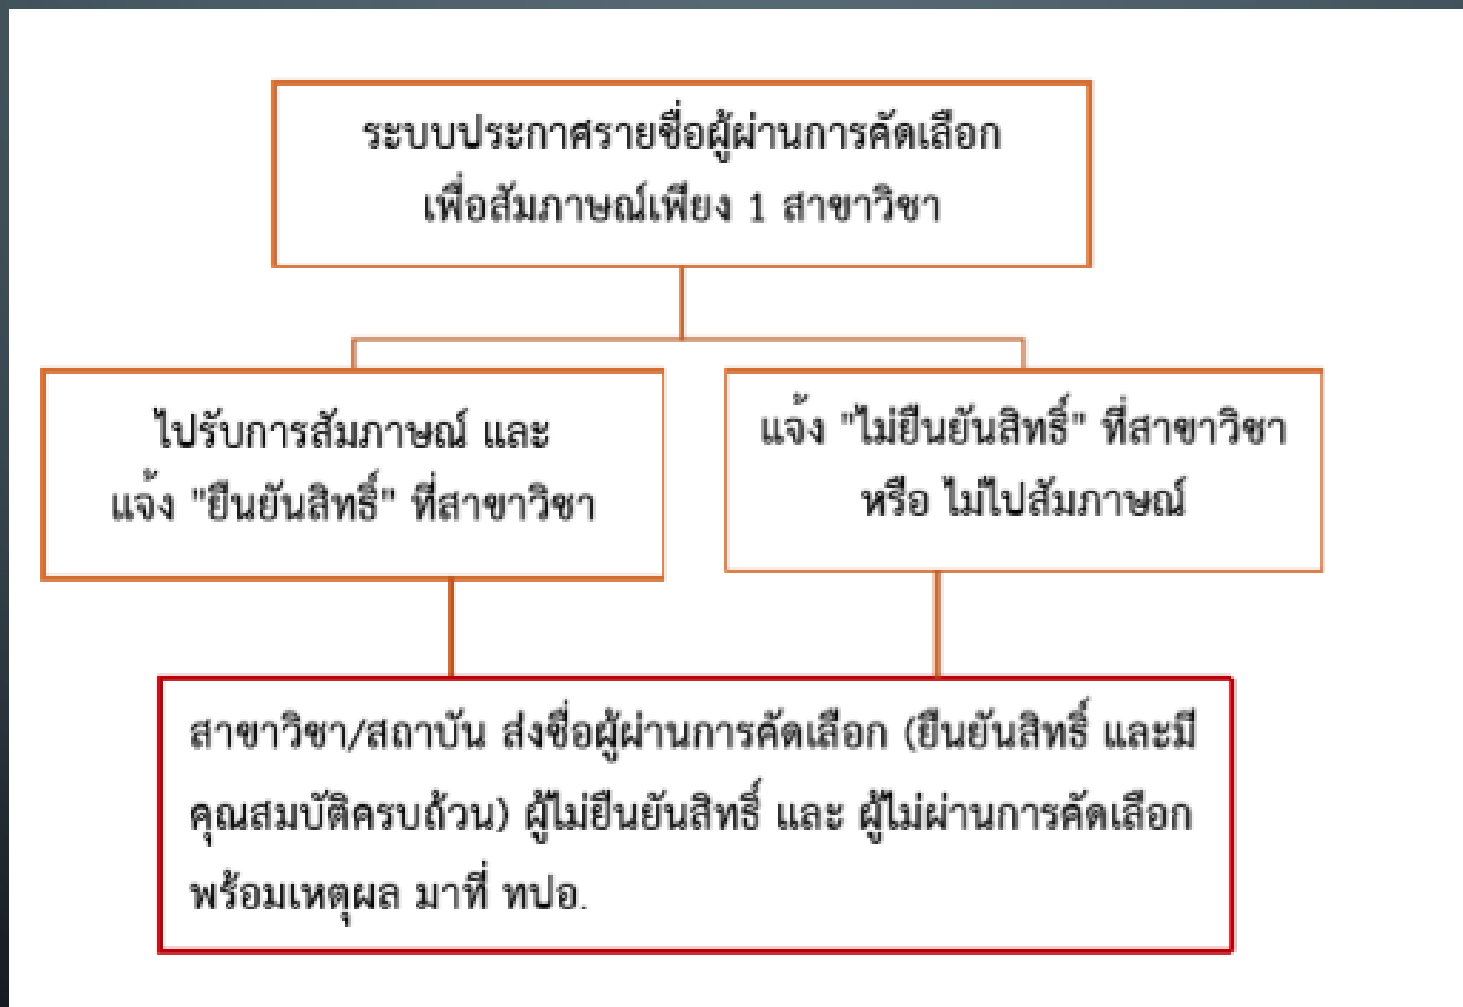 ระบบประกาศรายชื่อผู้ผ่านการคัดเลือก
เพื่อสัมภาษณ์เพียง 1 สาขาวิชา
ไปรับการสัมภาษณ์ และ
แจ้ง "ยืนยันสิทธิ์" ที่สาขาวิชา
แจ้ง "ไม่ยืนยันสิทธิ์" ที่สาขาวิชา
หรือ ไม่ไปสัมภาษณ์
สาขาวิชา/สถาบัน ส่งชื่อผู้ผ่านการคัดเลือก (ยืนยันสิทธิ์ และมี
คุณสมบัติครบถ้วน) ผู้ไม่ยืนยันสิทธิ์ และ ผู้ไม่ผ่านการคัดเลือก
พร้อมเหตุผล มาที่ ทปอ.